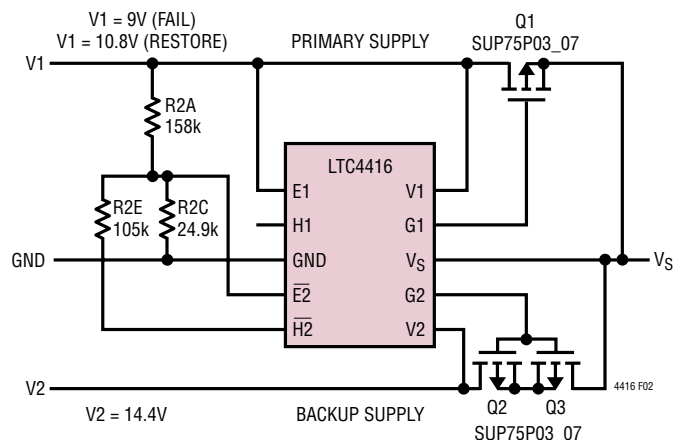 V1 = 9V (FAIL)
V1 = 10.8V (RESTORE)
PRIMARY SUPPLY
Q1
SUP75P03_07
V1
R2A
158k
LTC4416
E1
V1
R2E
105k
R2C
24.9k
H1
G1
GND
GND
VS
VS
E2
G2
H2
V2
V2
4416 F02
V2 = 14.4V
BACKUP SUPPLY
Q2
Q3
SUP75P03_07